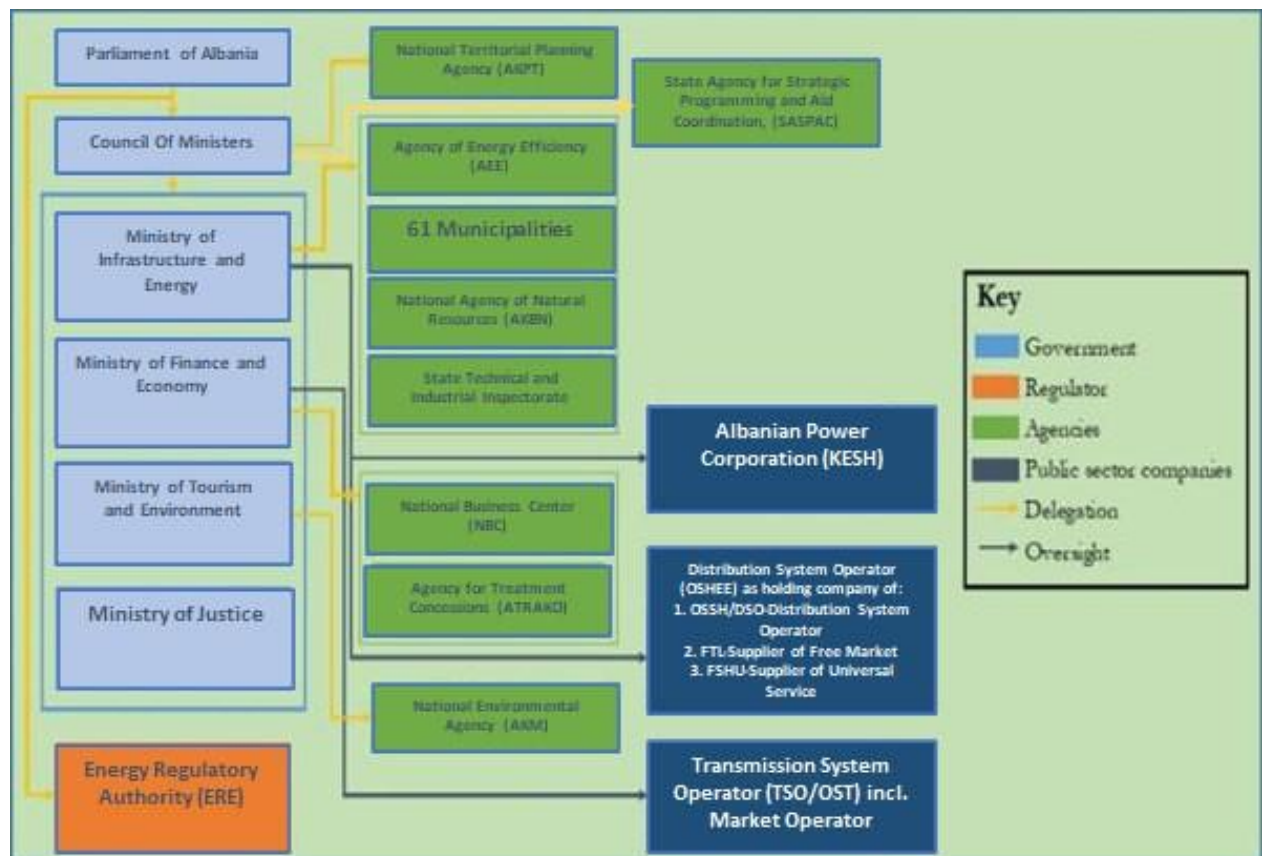 Parliament of Albania
Council Of Ministers
Ministry of
Infrastructure and
Energy
Ministry of Finance and
Economy
Ministry of Tourism
and Environment
Ministry of Justice
Energy Regulatory
Authority (ERE)
National Territorial Planning
Agency (AKPT)
Agency of Energy Efficiency
(AEE)
61 Municipalities
National Agency of Natural
Resources (AKBN)
State Technical and
Industrial Inspectorate
National Business Center
(NBC)
Agency for Treatment
Concessions (ATRAKO)
National Environmental
Agency (AKM)
State Agency for Strategic
Programming and Aid
Coordination, (SASPAC)
Albanian Power
Corporation (KESH)
Distribution System Operator
(OSHEE) as holding company of:
1. OSSH/DSO-Distribution System
Operator
2. FTL-Supplier of Free Market
3. FSHU-Supplier of Universal
Service
Transmission System
Operator (TSO/OST) incl.
Market Operator
Key
Government
Regulator
Agencies
Public sector companies
Delegation
Oversight